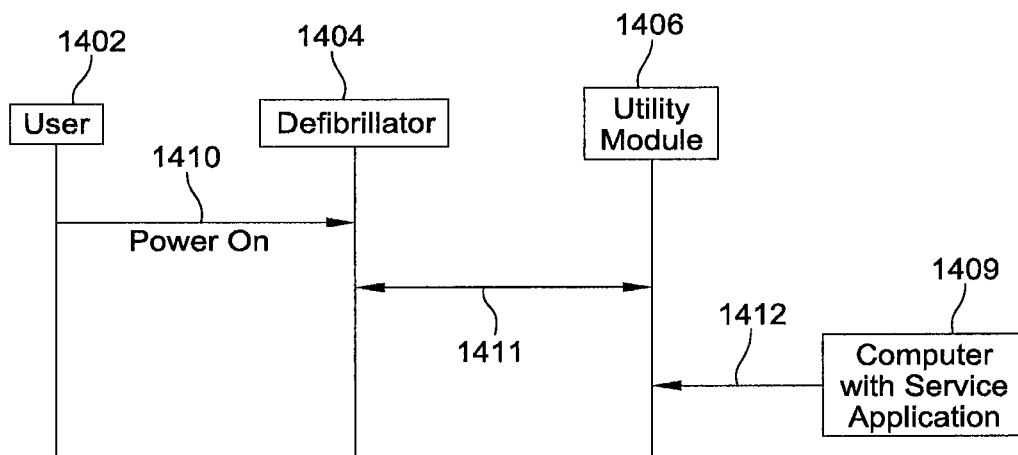 1402
1404
1406
User
Defibrillator
Utility
Module
1410
Power On
1409
1411
1412
Computer
with Service
Application